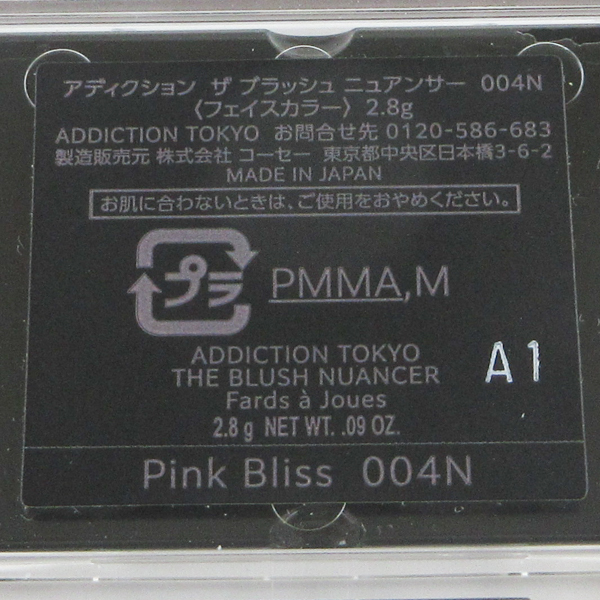 アディクション ザ ブラッシュ ニュアンサー 004N
〈フェイスカラー〉 2.8g
ADDICTION TOKYO お問合せ先 0120-586-683
製造販売元 株式会社 コーセー 東京都中央区日本橋3-6-2
MADE IN JAPAN
お肌に合わないときは、ご使用をおやめください。
プラ
PMMA,M
ADDICTION TOKYO
THE BLUSH NUANCER
A1
Fards à Joues
2.8 g NET WT. .09 OZ.
Pink Bliss 004N